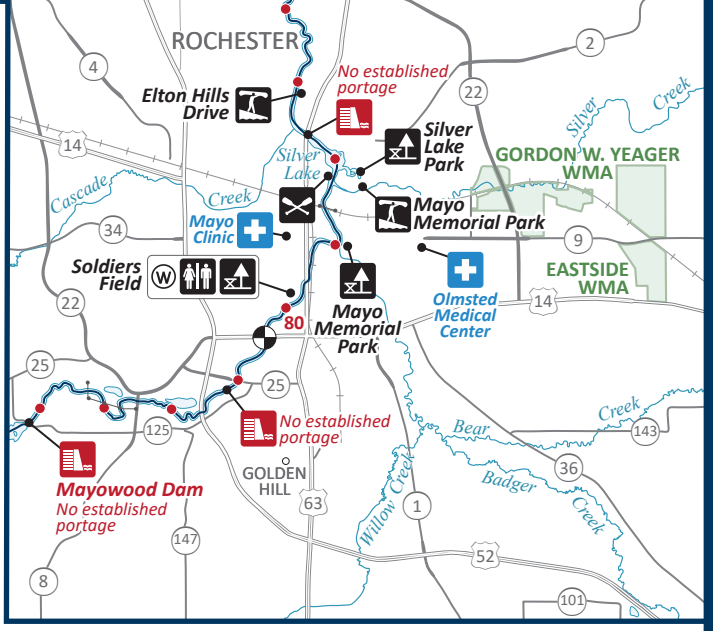 ROCHESTER
2
4
No established
portage
Elton Hills
Drive
22
Silver
Creek
14
Silver
Lake
Silver
Lake
Park
GORDON W. YEAGER
WMA
Cascade
Creek
Mayo
Memorial Park
Mayo
Clinic
34
9
Soldiers
Field
W
EASTSIDE
WMA
Olmsted
Medical
Center
14
22
80
Mayo
Memorial
Park
25
25
No established
portage
125
Bear
Creek
143
Mayowood Dam
No established
portage
GOLDEN
HILL
Willow Creek
Badger
Creek
36
63
1
147
52
8
101